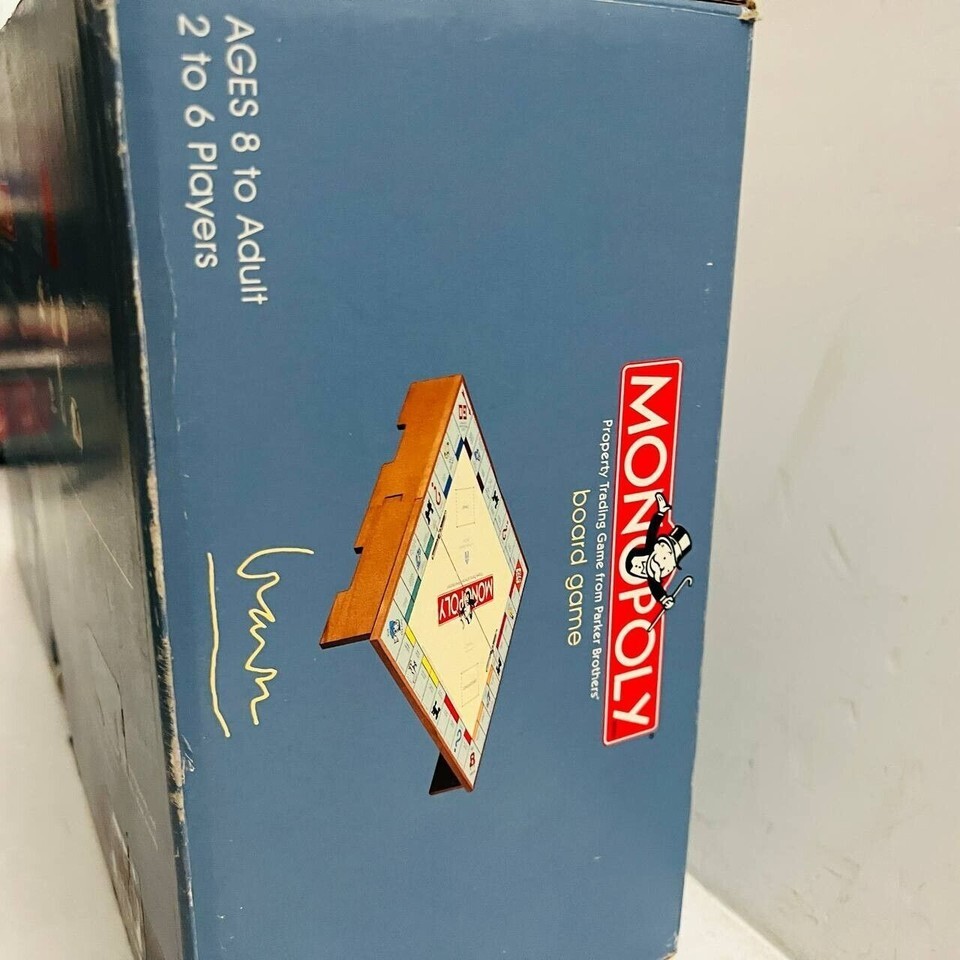 MONOPOLY
Property Trading Game from Parker Brothers®
board game
MONOPOLY
AGES 8 to Adult
2 to 6 Players